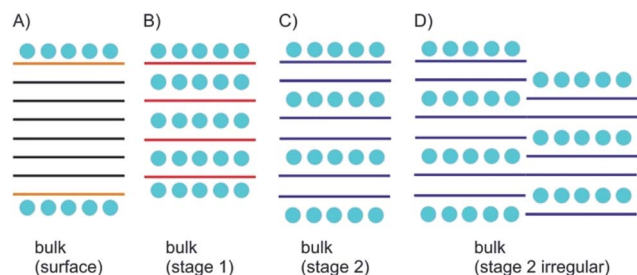 A)
B)
C)
D)
bulk
(surface)
bulk
(stage 1)
bulk
(stage 2)
bulk
(stage 2 irregular)